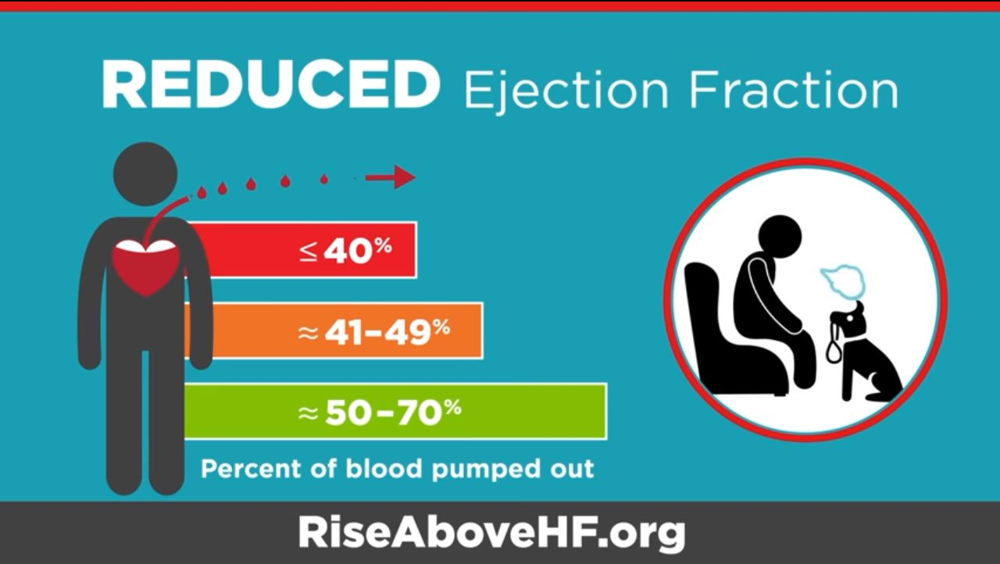 REDUCED Ejection Fraction
≤ 40%
≈ 41–49%
≈ 50–70%
Percent of blood pumped out
RiseAboveHF.org